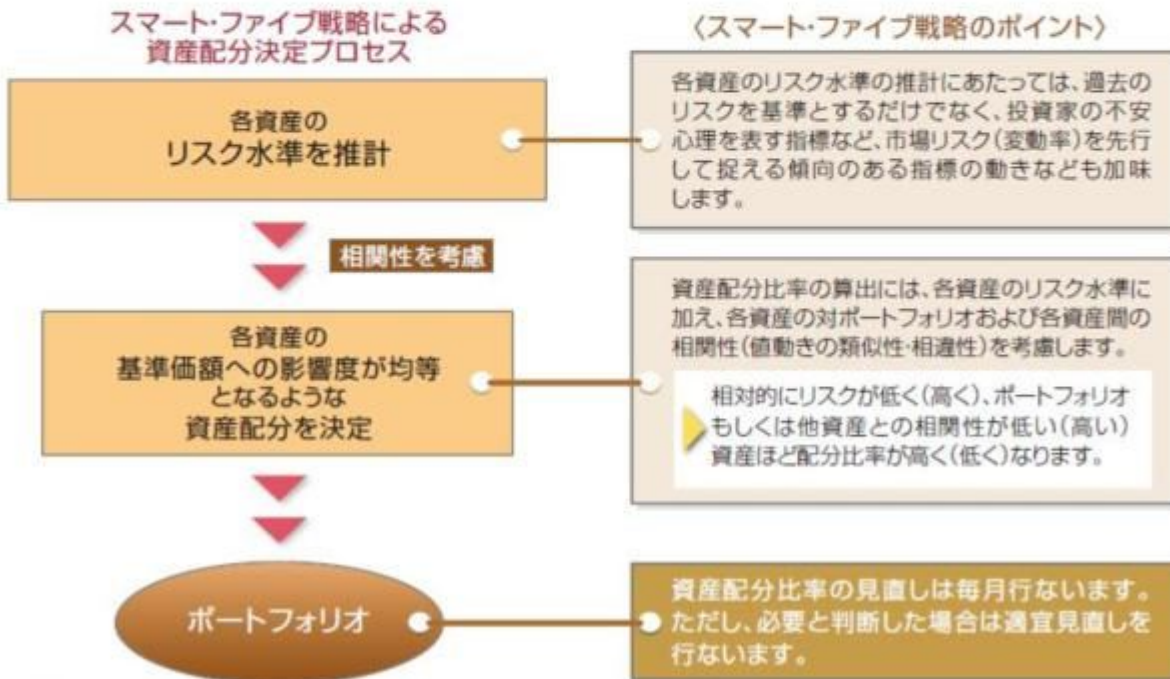 スマート・ファイブ戦略による
資産配分決定プロセス
〈スマート・ファイブ戦略のポイント〉
各資産の
リスク水準を推計
各資産のリスク水準の推計にあたっては、過去の
リスクを基準とするだけでなく、投資家の不安
心理を表す指標など、市場リスク(変動率)を先行
して捉える傾向のある指標の動きなども加味
します。
相関性を考慮
各資産の
基準価額への影響度が均等
となるような
資産配分を決定
資産配分比率の算出には、各資産のリスク水準に
加え、各資産の対ポートフォリオおよび各資産間の
相関性(値動きの類似性・相違性)を考慮します。
相対的にリスクが低く(高く)、ポートフォリオ
もしくは他資産との相関性が低い(高い)
資産ほど配分比率が高く(低く)なります。
ポートフォリオ
資産配分比率の見直しは毎月行ないます。
ただし、必要と判断した場合は適宜見直しを
行ないます。